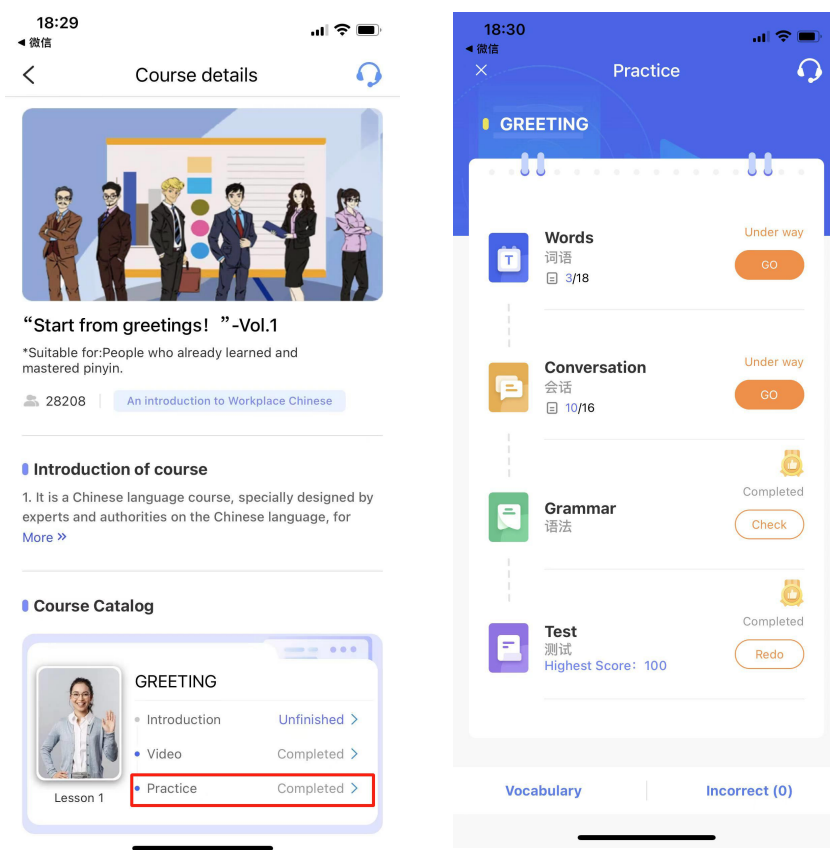 18:29
◀ 微信
Course details
“Start from greetings！”-Vol.1
*Suitable for:People who already learned and
mastered pinyin.
28208
An introduction to Workplace Chinese
Introduction of course
1. It is a Chinese language course, specially designed by
experts and authorities on the Chinese language, for
More »
Course Catalog
GREETING
Introduction Unfinished >
Video Completed >
Practice Completed >
Lesson 1
18:30
◀ 微信
Practice
GREETING
Words
词语
3/18
Under way
GO
Conversation
会话
10/16
Under way
GO
Grammar
语法
Completed
Check
Test
测试
Highest Score：100
Completed
Redo
Vocabulary
Incorrect (0)